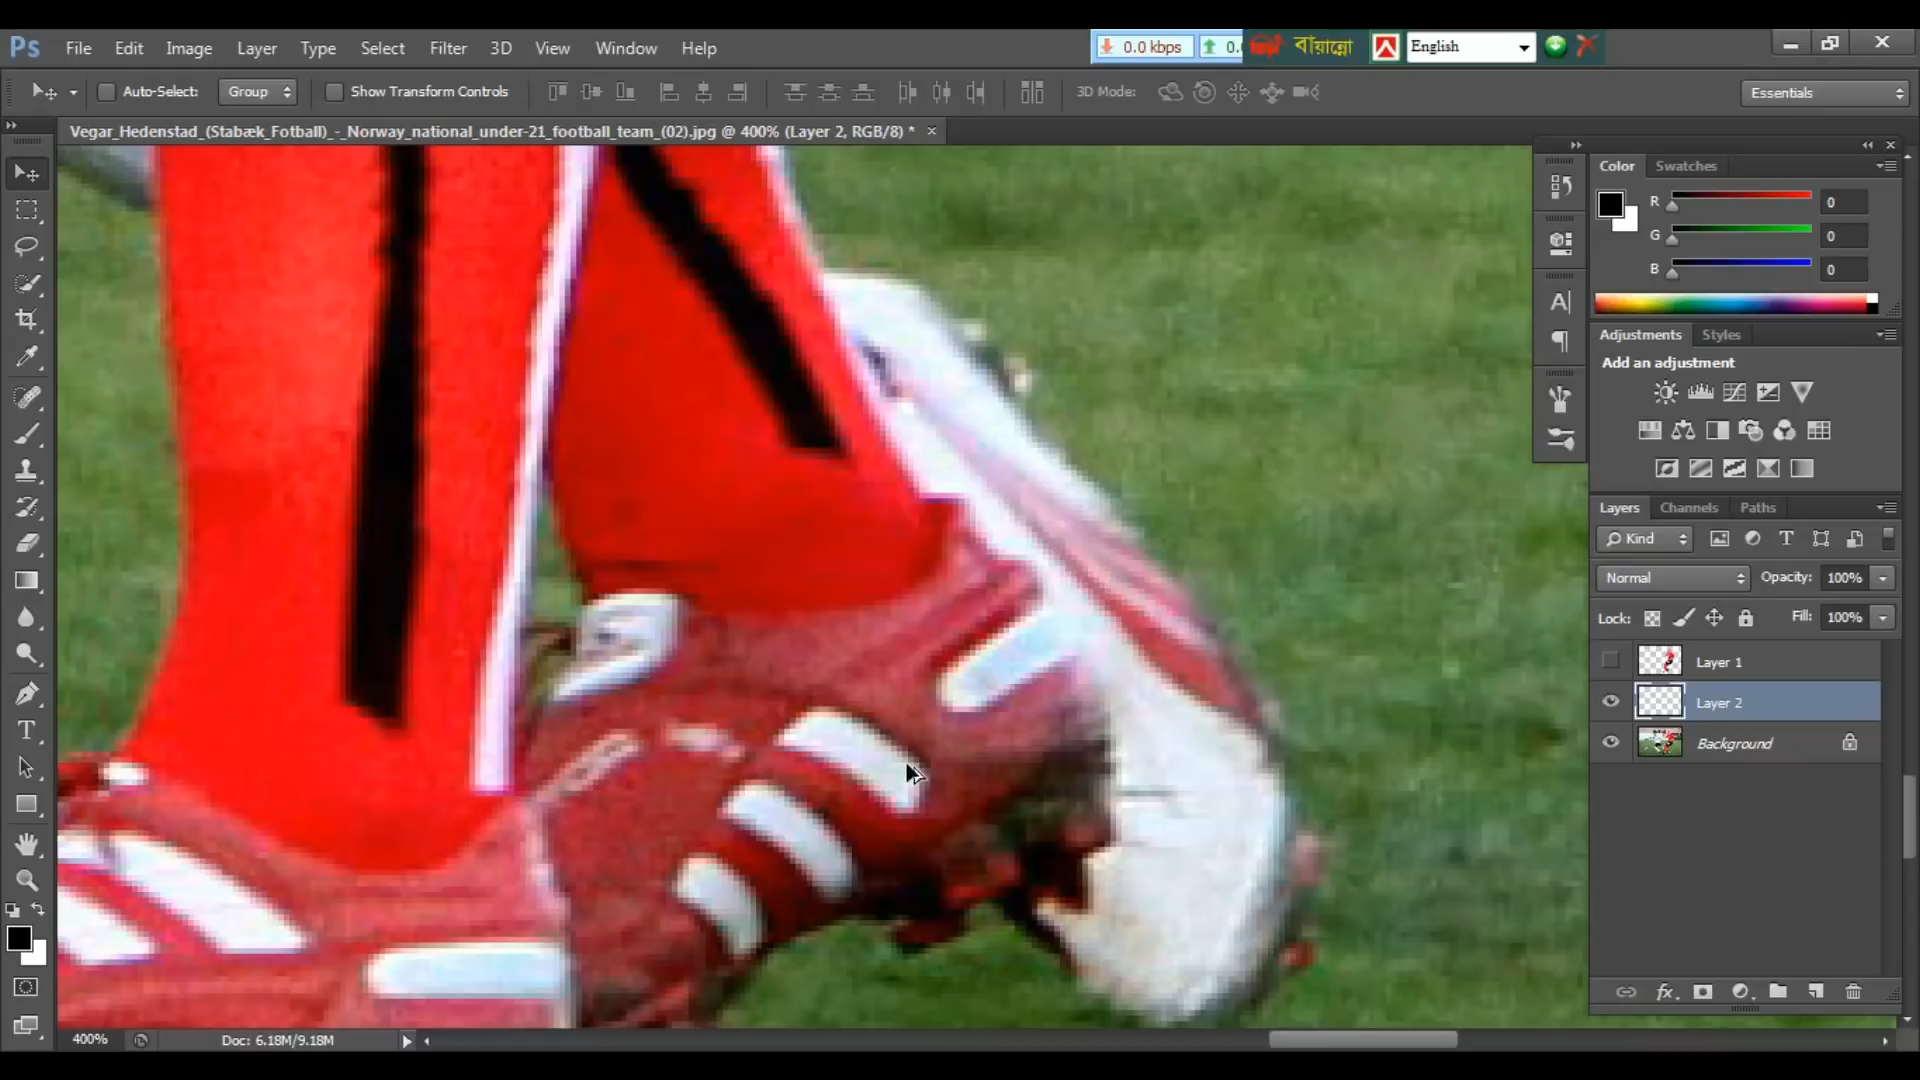 Ps File Edit Image Layer Type Select Filter 3D View Window Help
0.0 kbps 0. বায়ান্নো English
Auto-Select: Group Show Transform Controls 3D Mode: Essentials
Vegar_Hedenstad_(Stabæk_Fotball)_-_Norway_national_under-21_football_team_(02).jpg @ 400% (Layer 2, RGB/8) *
Color Swatches
R 0
G 0
B 0
Adjustments Styles
Add an adjustment
Layers Channels Paths
Kind
Normal Opacity: 100%
Lock: Fill: 100%
Layer 1
Layer 2
Background
400% Doc: 6.18M/9.18M